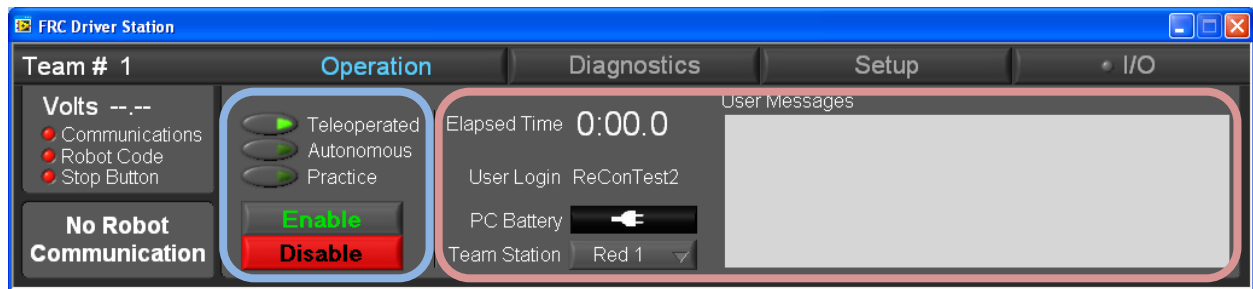 FRC Driver Station
Team # 1
Operation
Diagnostics
Setup
I/O
Volts --.--
Communications
Robot Code
Stop Button
No Robot
Communication
Teleoperated
Autonomous
Practice
Enable
Disable
Elapsed Time 0:00.0
User Login ReConTest2
PC Battery
Team Station Red 1
User Messages